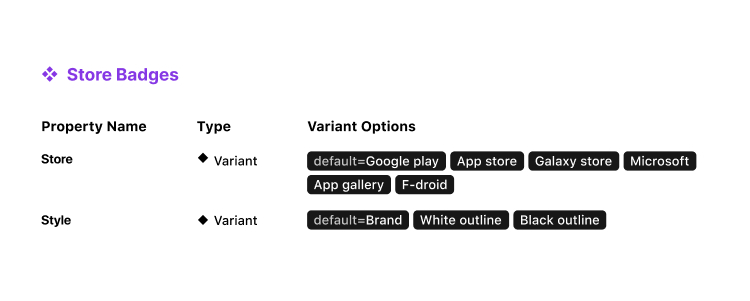 Store Badges
Property Name Type Variant Options
Store Variant default=Google play App store Galaxy store Microsoft
App gallery F-droid
Style Variant default=Brand White outline Black outline